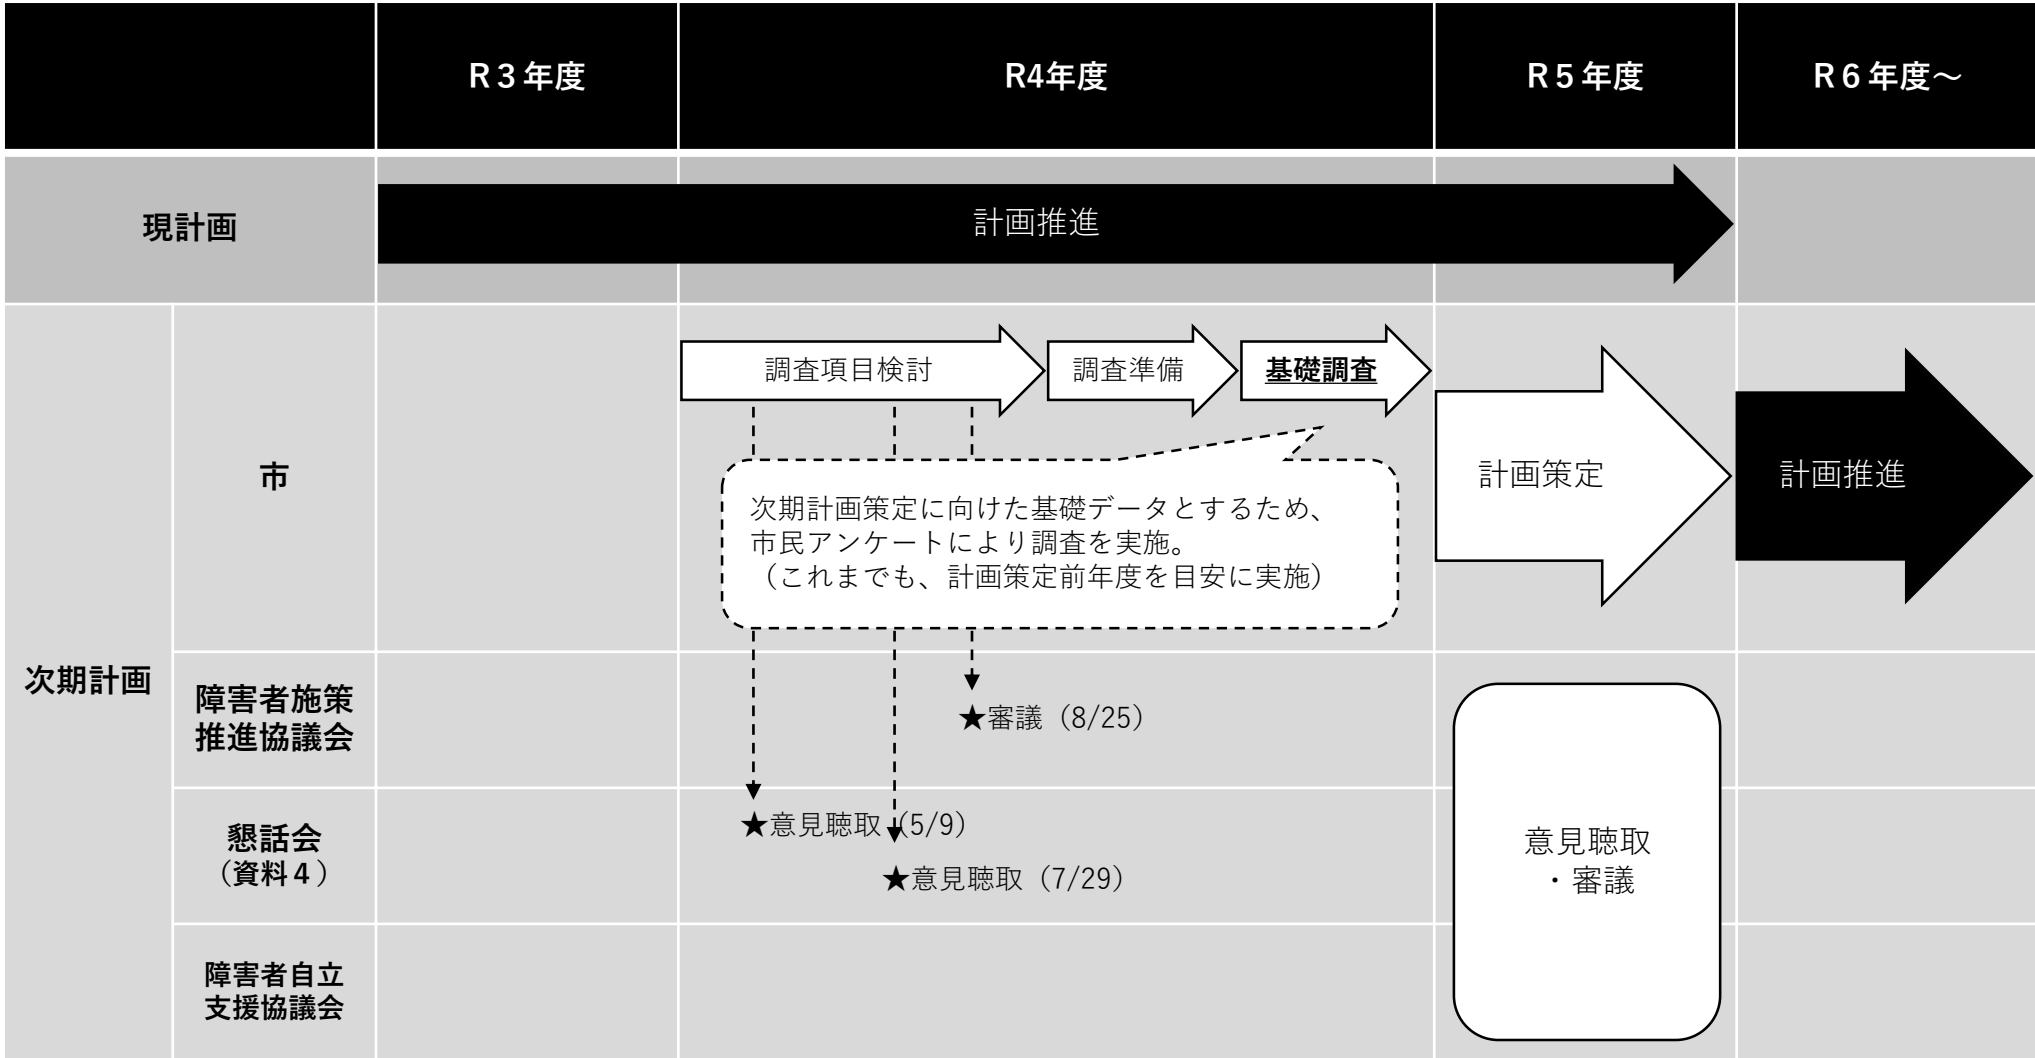 R３年度
R4年度
R５年度
R６年度～
現計画
計画推進
次期計画
市
調査項目検討
調査準備
基礎調査
次期計画策定に向けた基礎データとするため、
市民アンケートにより調査を実施。
（これまでも、計画策定前年度を目安に実施）
計画策定
計画推進
障害者施策
推進協議会
★審議（8/25）
懇話会
（資料４）
★意見聴取（5/9）
★意見聴取（7/29）
意見聴取
・審議
障害者自立
支援協議会